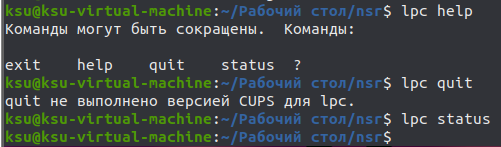 ksu@ksu-virtual-machine:~/Рабочий стол/nsr$ lpc help
Команды могут быть сокращены.  Команды:
exit    help    quit    status  ?
ksu@ksu-virtual-machine:~/Рабочий стол/nsr$ lpc quit
quit не выполнено версией CUPS для lpc.
ksu@ksu-virtual-machine:~/Рабочий стол/nsr$ lpc status
ksu@ksu-virtual-machine:~/Рабочий стол/nsr$